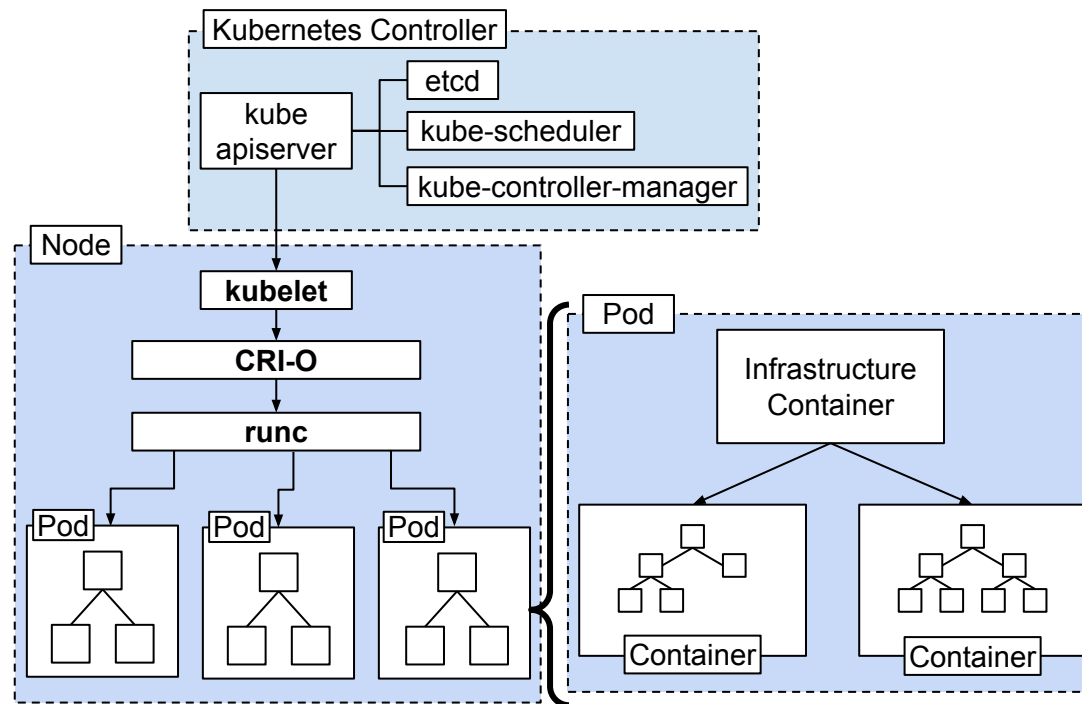 Kubernetes Controller
etcd
kube
apiserver
kube-scheduler
kube-controller-manager
Node
kubelet
CRI-O
runc
Pod
Pod
Pod
Pod
Infrastructure
Container
Container
Container